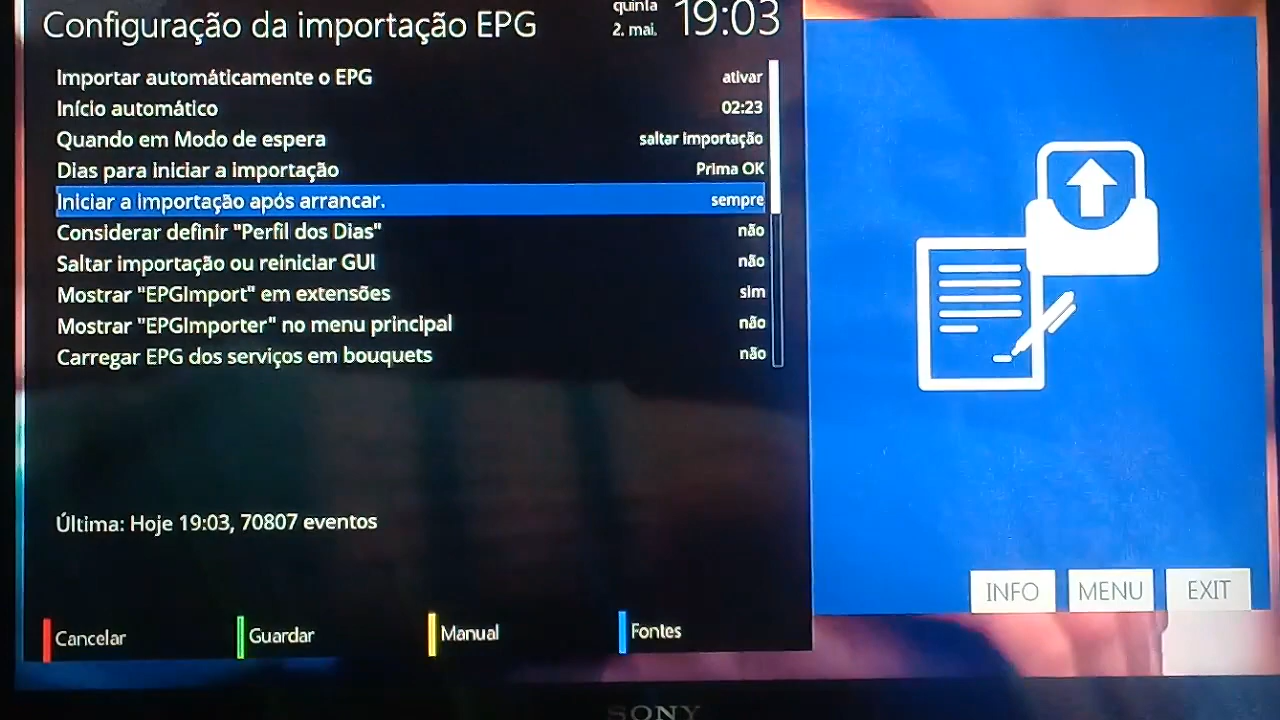 Configuração da importação EPG
quinta
2. mai.
19:03
Importar automáticamente o EPG ativar
Início automático 02:23
Quando em Modo de espera saltar importação
Dias para iniciar a importação Prima OK
Iniciar a importação após arrancar. sempre
Considerar definir "Perfil dos Dias" não
Saltar importação ou reiniciar GUI não
Mostrar "EPGImport" em extensões sim
Mostrar "EPGImporter" no menu principal não
Carregar EPG dos serviços em bouquets não
Última: Hoje 19:03, 70807 eventos
INFO MENU EXIT
Cancelar Guardar Manual Fontes
SONY